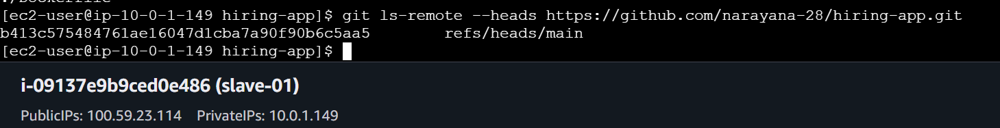 [ec2-user@ip-10-0-1-149 hiring-app]$ git ls-remote --heads https://github.com/narayana-28/hiring-app.git
b413c575484761ae16047d1cba7a90f90b6c5aa5        refs/heads/main
[ec2-user@ip-10-0-1-149 hiring-app]$
i-09137e9b9ced0e486 (slave-01)
PublicIPs: 100.59.23.114    PrivateIPs: 10.0.1.149